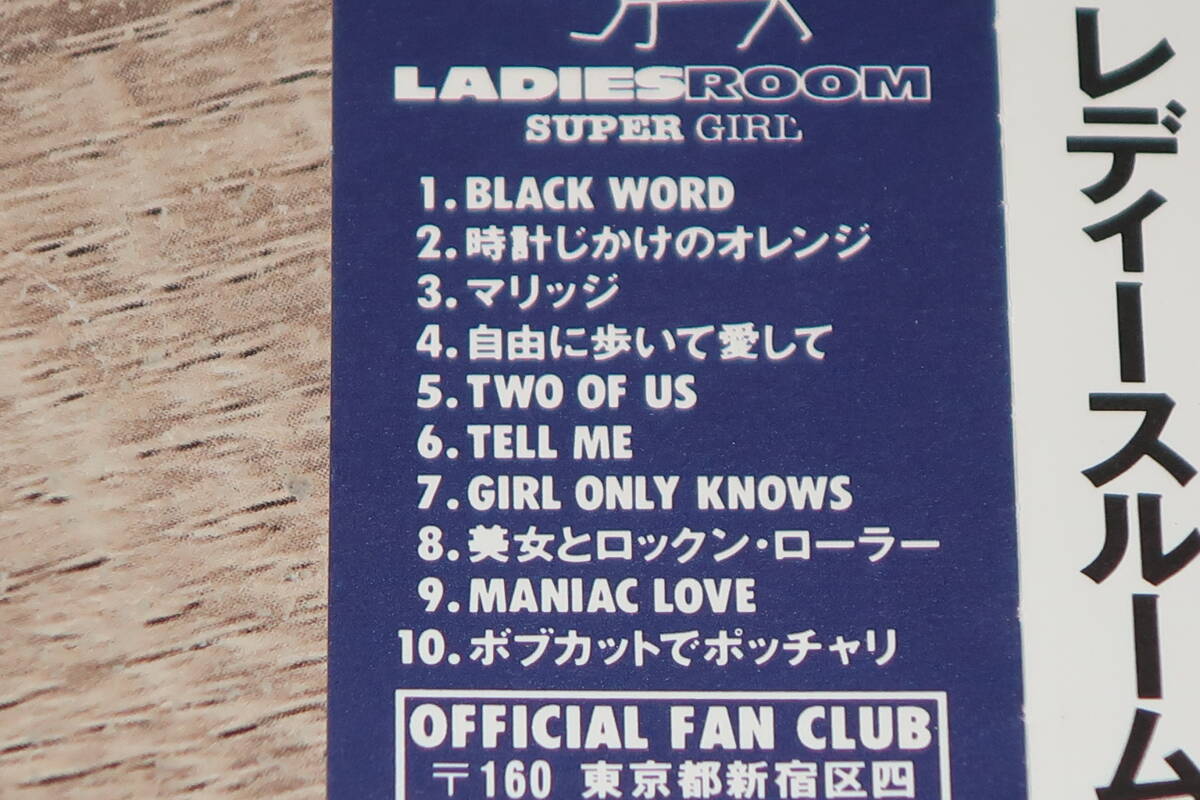 LADIESROOM
SUPER GIRL
1. BLACK WORD
2. 時計じかけのオレンジ
3. マリッジ
4. 自由に歩いて愛して
5. TWO OF US
6. TELL ME
7. GIRL ONLY KNOWS
8. 美女とロックン・ローラー
9. MANIAC LOVE
10. ボブカットでポッチャリ
OFFICIAL FAN CLUB
〒160 東京都新宿区四
レディースルーム